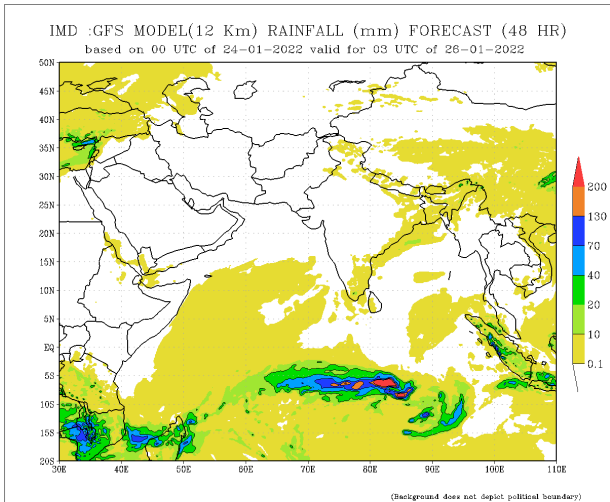 IMD :GFS MODEL(12 Km) RAINFALL (mm) FORECAST (48 HR)
based on 00 UTC of 24-01-2022 valid for 03 UTC of 26-01-2022
50N
45N
40N
35N
30N
25N
20N
15N
10N
5N
EQ
5S
10S
15S
20S
30E 40E 50E 60E 70E 80E 90E 100E 110E
200
130
70
40
20
10
0.1
(Background does not depict political boundary)